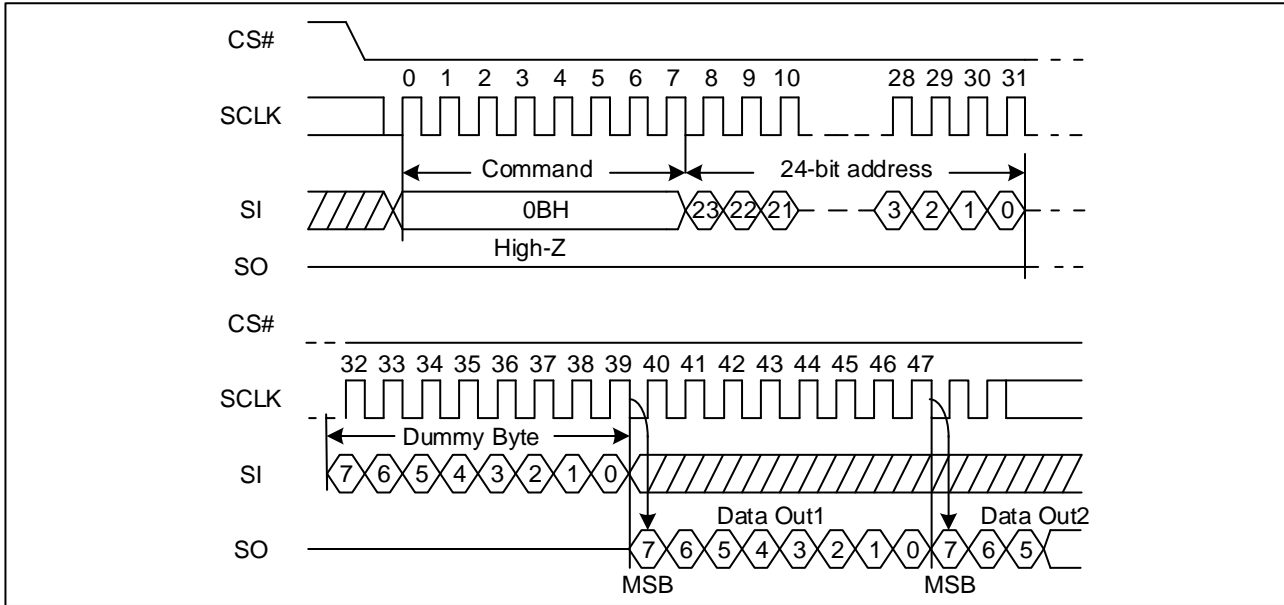 CS#
0 1 2 3 4 5 6 7 8 9 10 28 29 30 31
SCLK
Command 24-bit address
SI 0BH 23 22 21 3 2 1 0
High-Z
SO
CS#
32 33 34 35 36 37 38 39 40 41 42 43 44 45 46 47
SCLK
Dummy Byte
SI 7 6 5 4 3 2 1 0
Data Out1 Data Out2
SO 7 6 5 4 3 2 1 0 7 6 5
MSB MSB